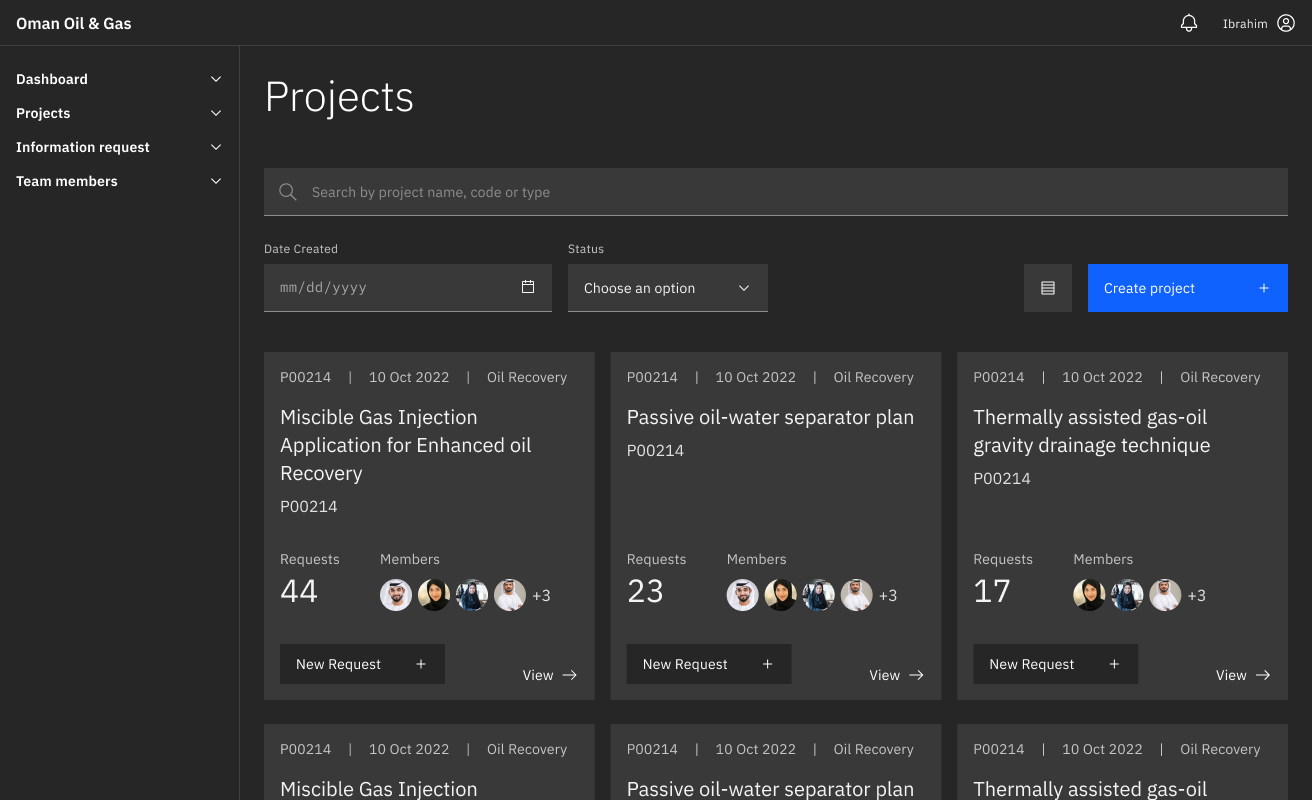 Oman Oil & Gas
Ibrahim
Dashboard
Projects
Information request
Team members
Projects
Search by project name, code or type
Date Created
Status
mm/dd/yyyy
Choose an option
Create project
P00214 | 10 Oct 2022 | Oil Recovery
Miscible Gas Injection
Application for Enhanced oil
Recovery
P00214
Requests
Members
44
+3
New Request
View
P00214 | 10 Oct 2022 | Oil Recovery
Passive oil-water separator plan
P00214
Requests
Members
23
+3
New Request
View
P00214 | 10 Oct 2022 | Oil Recovery
Thermally assisted gas-oil
gravity drainage technique
P00214
Requests
Members
17
+3
New Request
View
P00214 | 10 Oct 2022 | Oil Recovery
Miscible Gas Injection
P00214 | 10 Oct 2022 | Oil Recovery
Passive oil-water separator plan
P00214 | 10 Oct 2022 | Oil Recovery
Thermally assisted gas-oil